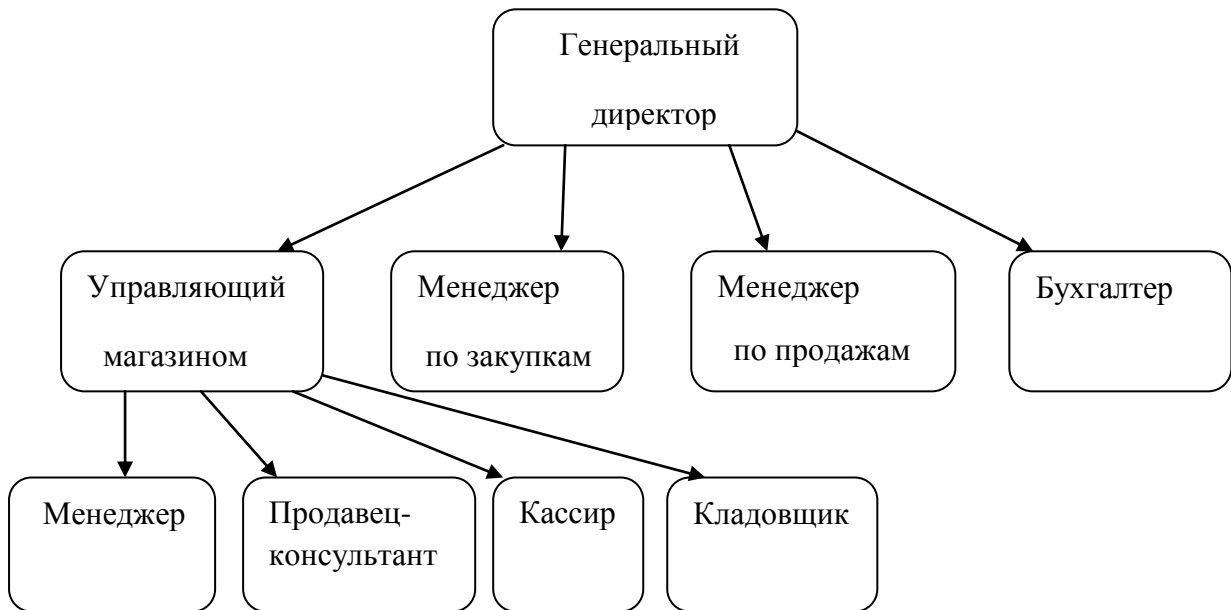 Генеральный
директор
Управляющий
магазином
Менеджер
по закупкам
Менеджер
по продажам
Бухгалтер
Менеджер
Продавец-
консультант
Кассир
Кладовщик